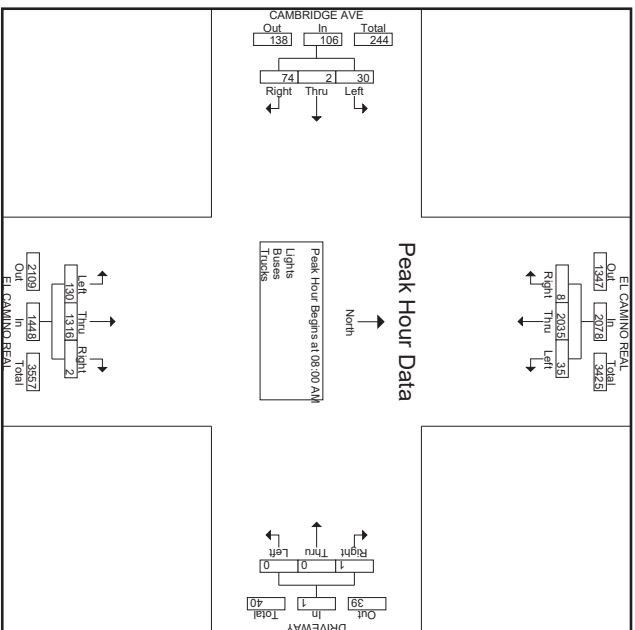 CAMBRIDGE AVE
Out In Total
138 106 244
74 2 30
Right Thru Left
EL CAMINO REAL
Out In Total
1347 2078 3425
8 2035 35
Right Thru Left
Peak Hour Data
North
Peak Hour Begins at 08:00 AM
Lights
Buses
Trucks
Left Thru Right
130 1316 2
2109 1448 3557
Out In Total
EL CAMINO REAL
Left Thru Right
0 0 1
39 1 40
Out In Total
DRIVEWAY